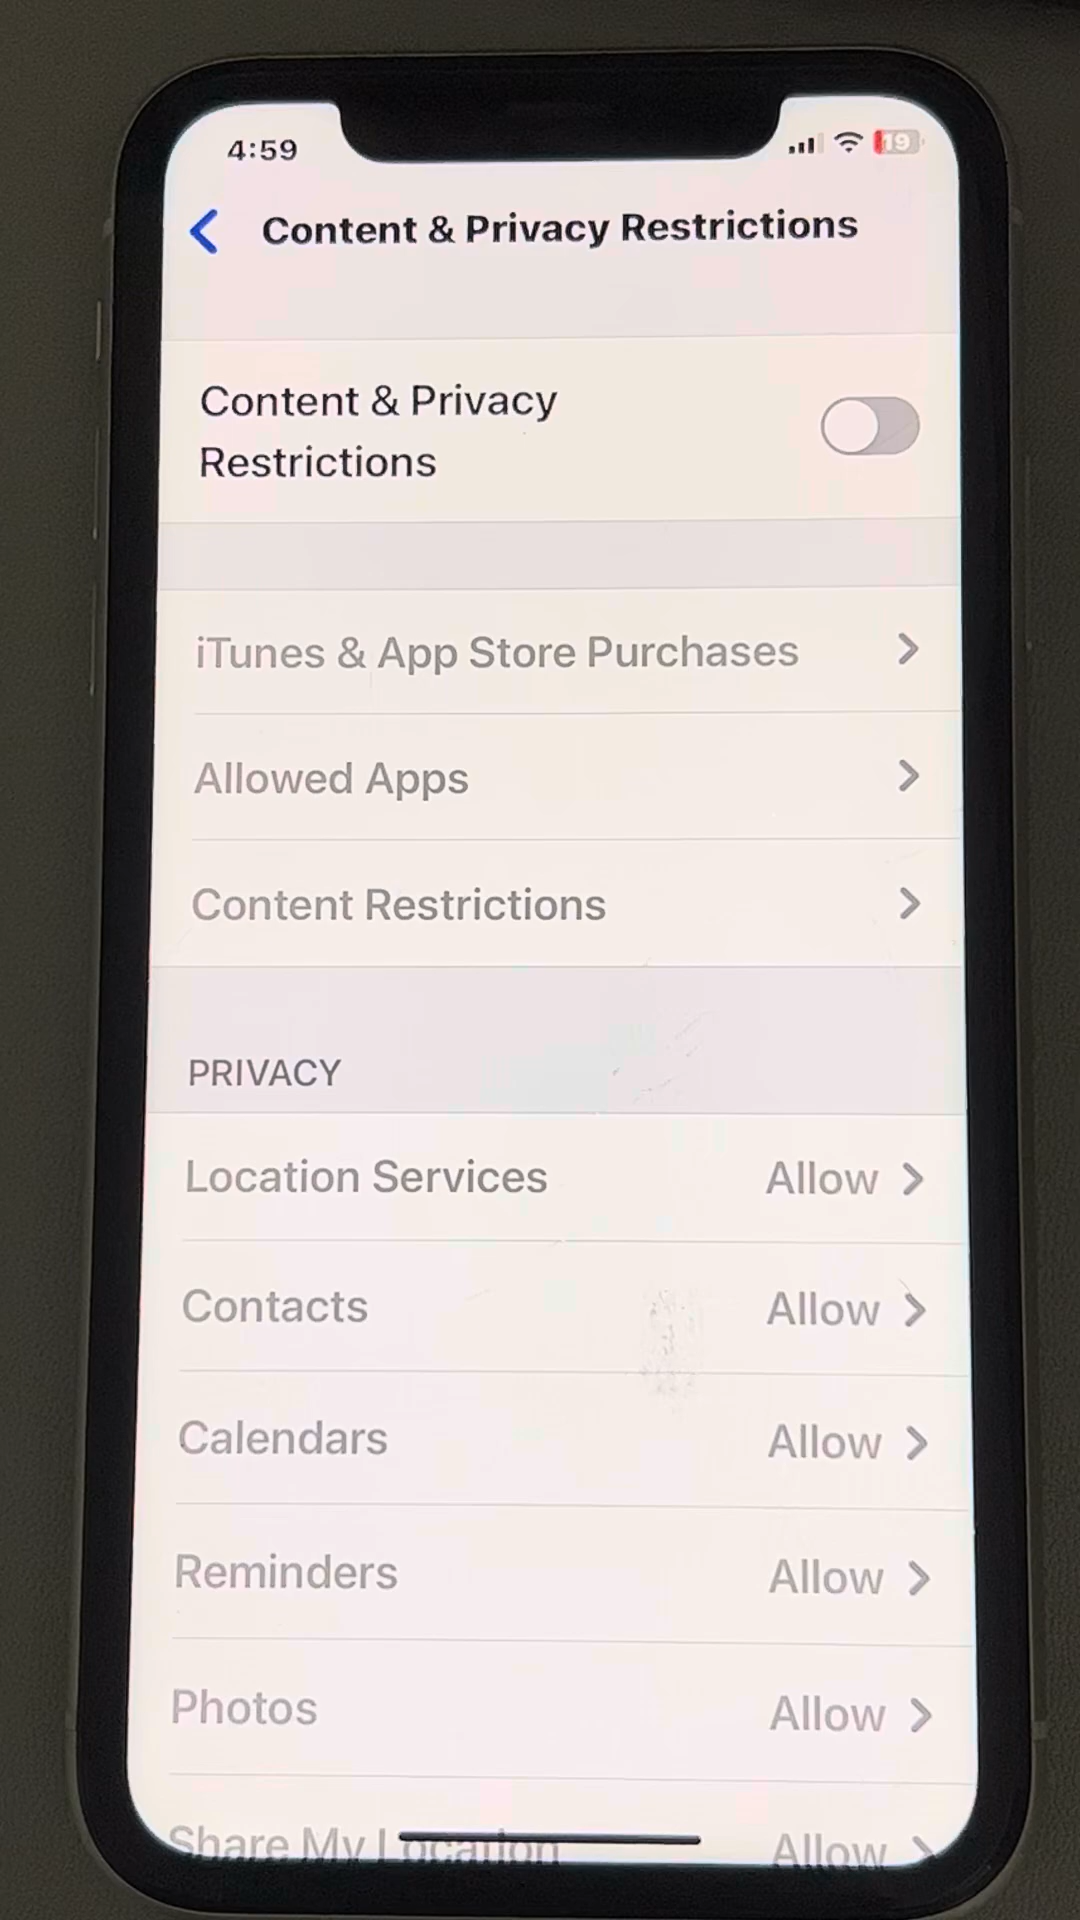 4:59
19
Content & Privacy Restrictions
Content & Privacy
Restrictions
iTunes & App Store Purchases
Allowed Apps
Content Restrictions
PRIVACY
Location Services Allow
Contacts Allow
Calendars Allow
Reminders Allow
Photos Allow
Share My Location Allow